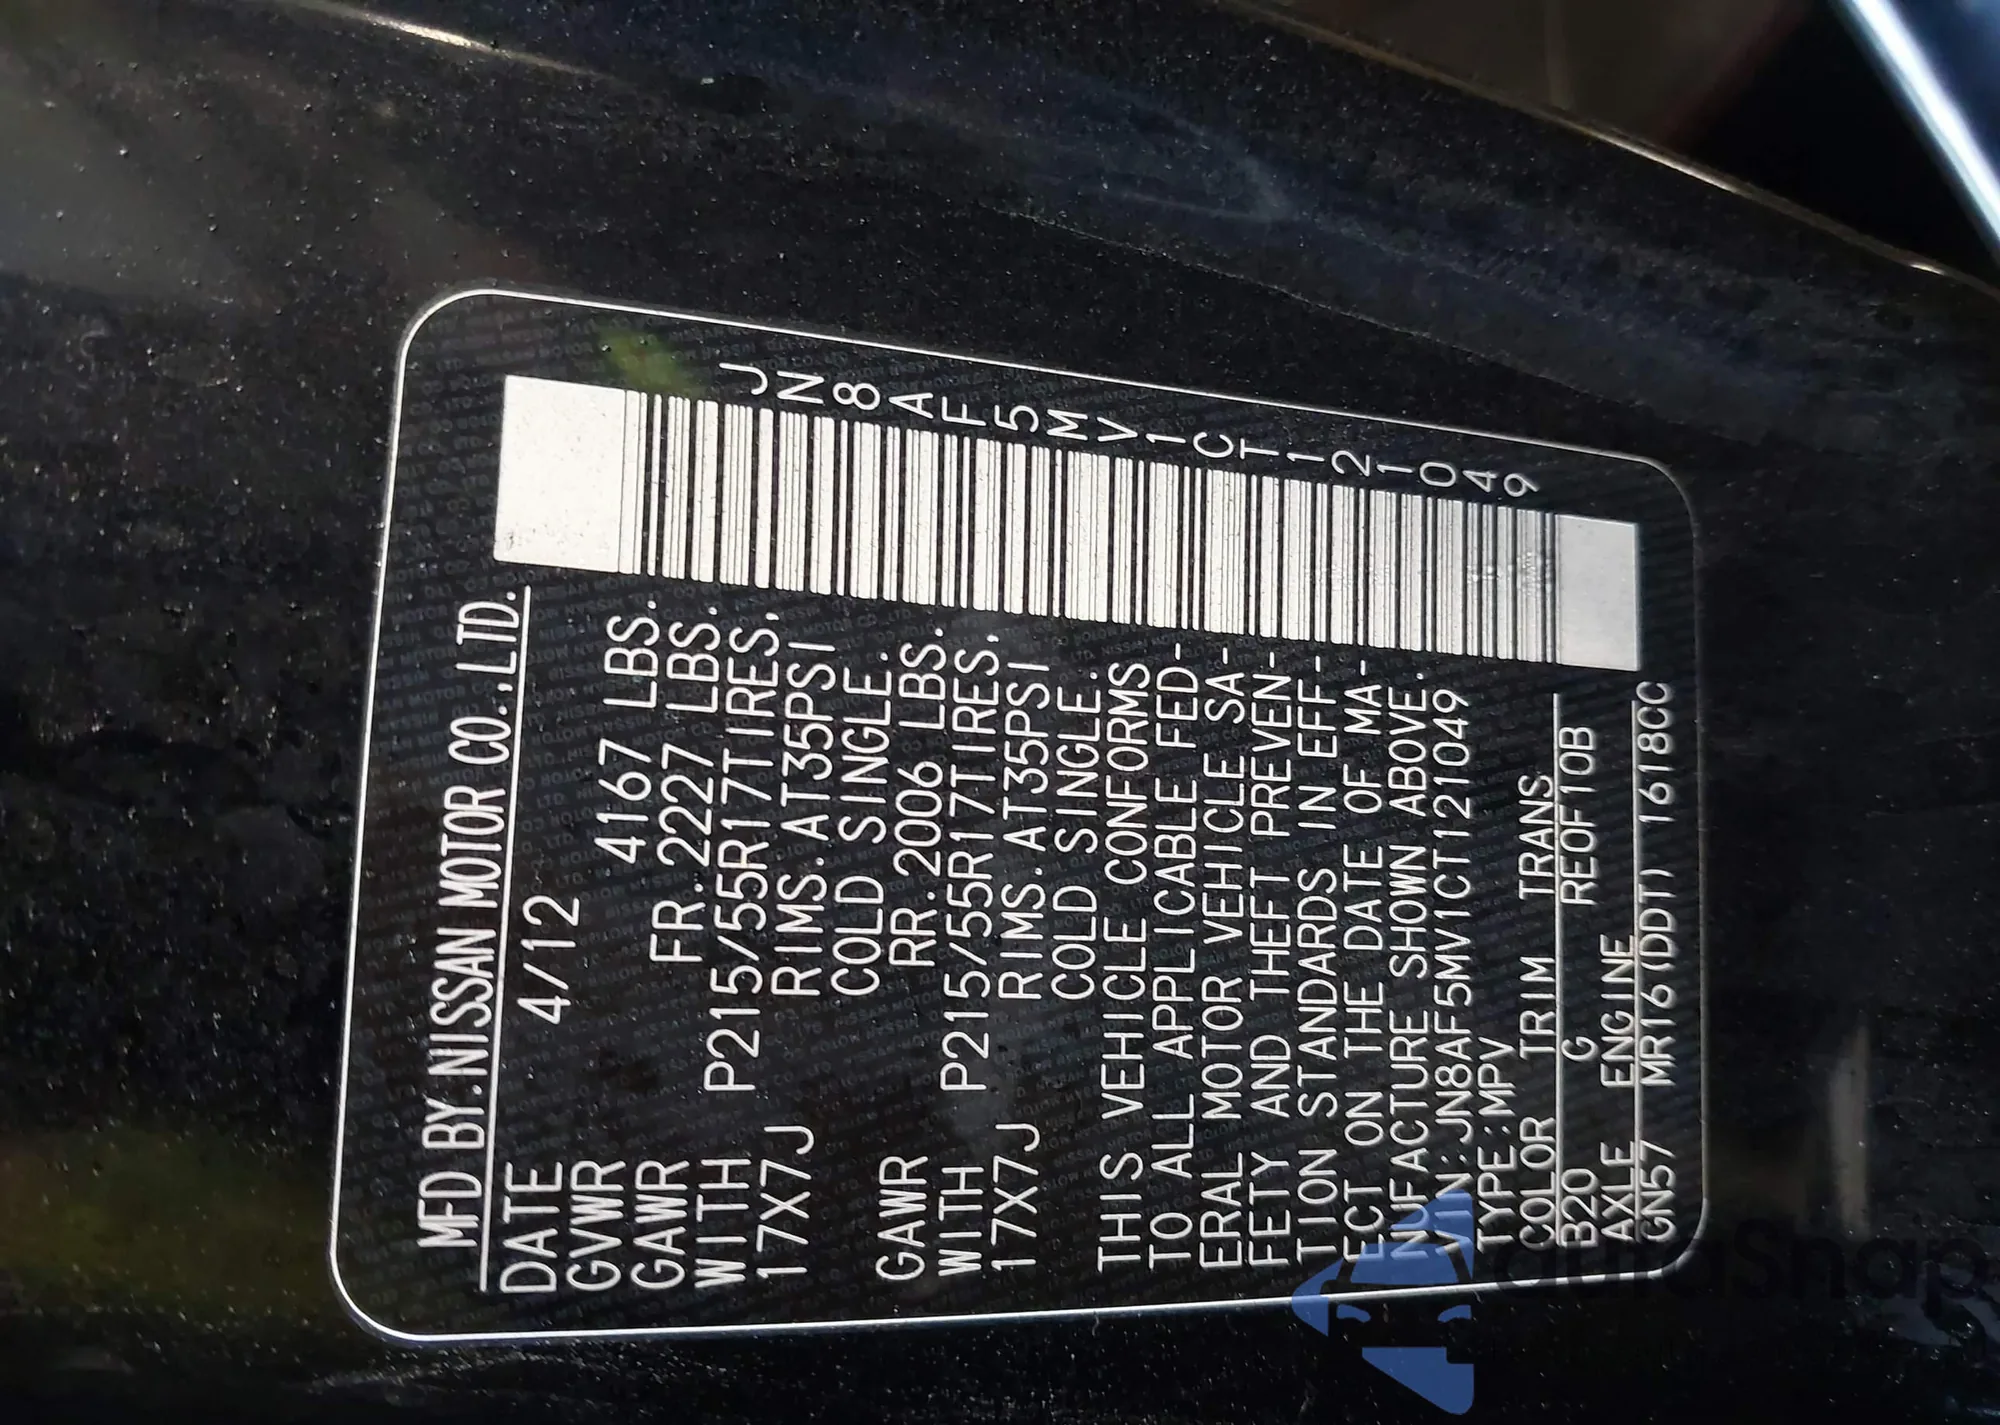 MFD BY.NISSAN MOTOR CO.,LTD.
DATE 4/12
GVWR 4167 LBS.
GAWR FR.2227 LBS.
WITH P215/55R17TIRES.
17X7J RIMS.AT35PSI
COLD SINGLE.
GAWR RR.2006 LBS.
WITH P215/55R17TIRES.
17X7J RIMS.AT35PSI
COLD SINGLE.
THIS VEHICLE CONFORMS
TO ALL APPLICABLE FED-
ERAL MOTOR VEHICLE SA-
FETY AND THEFT PREVEN-
TION STANDARDS IN EFF-
ECT ON THE DATE OF MA-
NUFACTURE SHOWN ABOVE.
VIN:JN8AF5MV1CT121049
TYPE:MPV
COLOR TRIM TRANS
B20 G RE0F10B
AXLE ENGINE
GN57 MR16(DDT) 1618CC
JN8AF5MV1CT121049